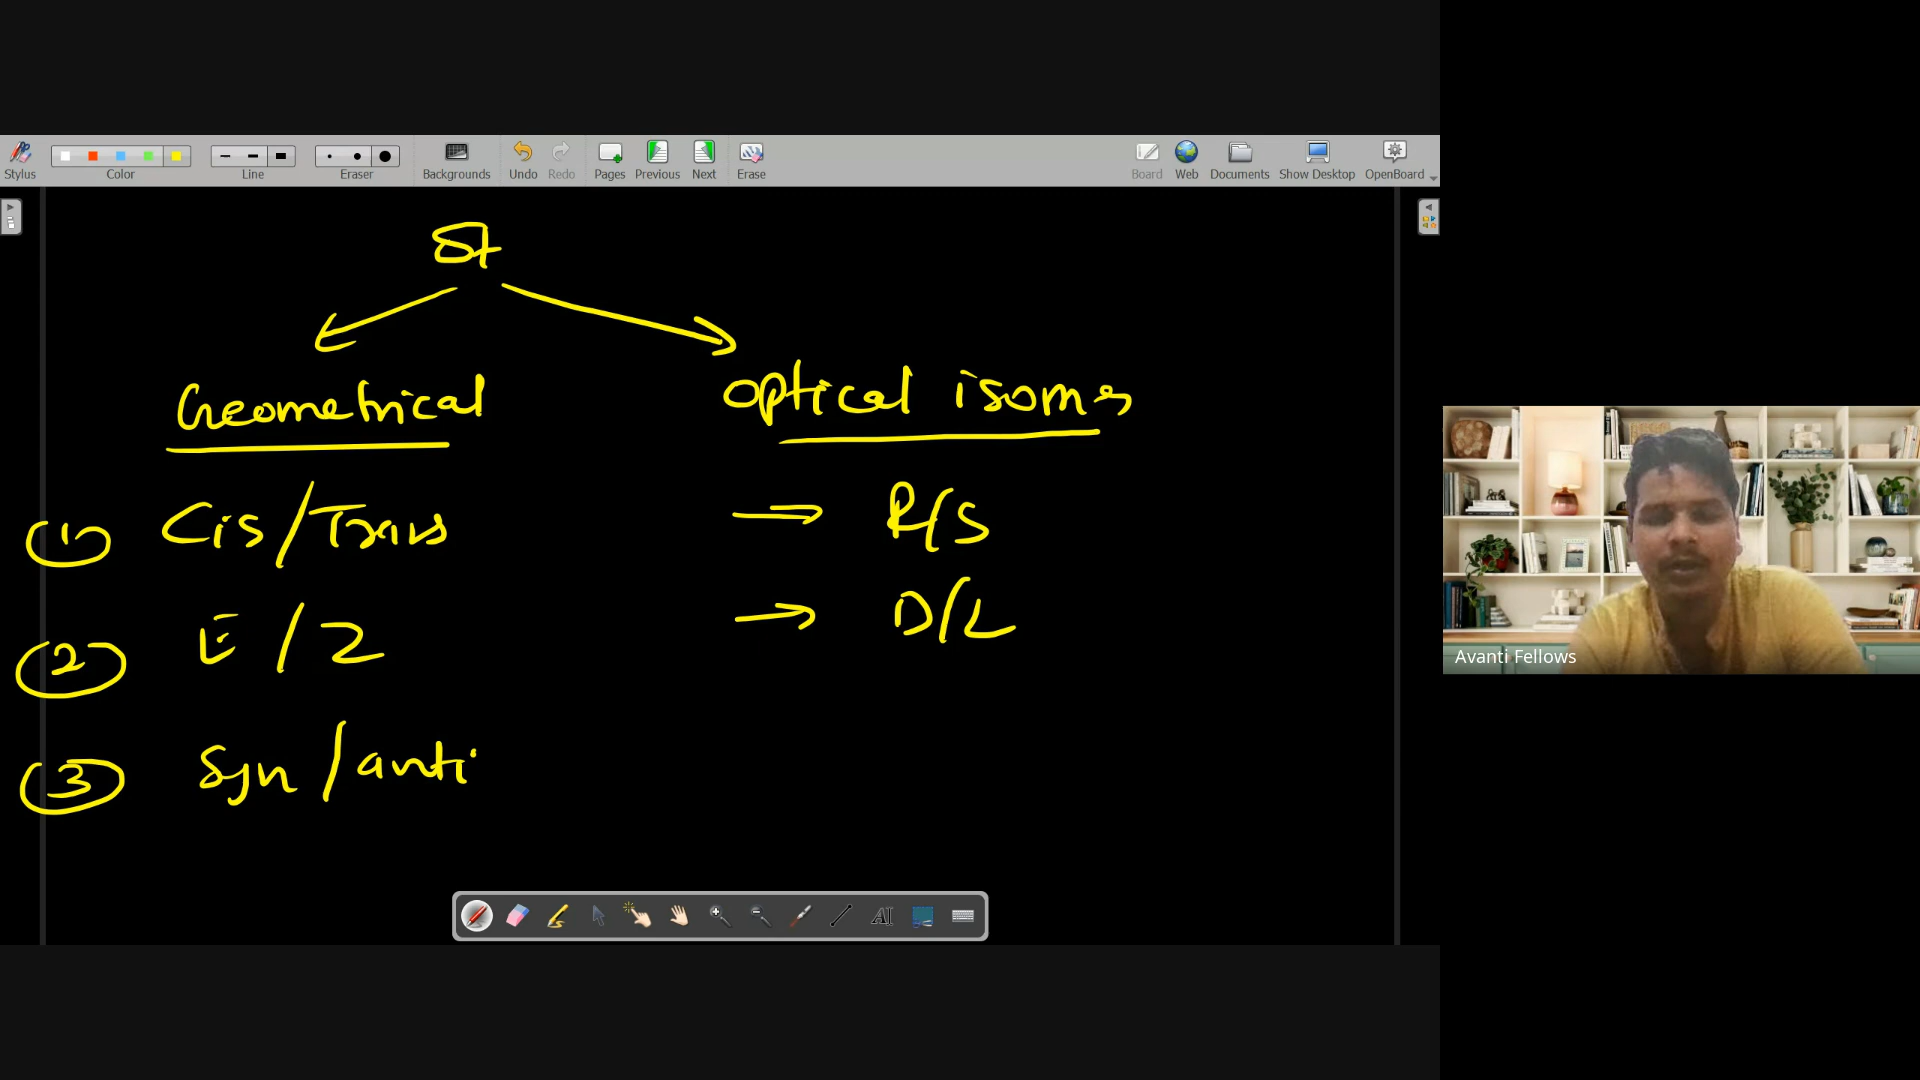 Stylus Color Line Eraser Backgrounds Undo Redo Pages Previous Next Erase Board Web Documents Show Desktop OpenBoard
SI
Geometrical optical isomers
(1) Cis/Trans → R/S
(2) E/Z → D/L
(3) Syn/anti
Avanti Fellows